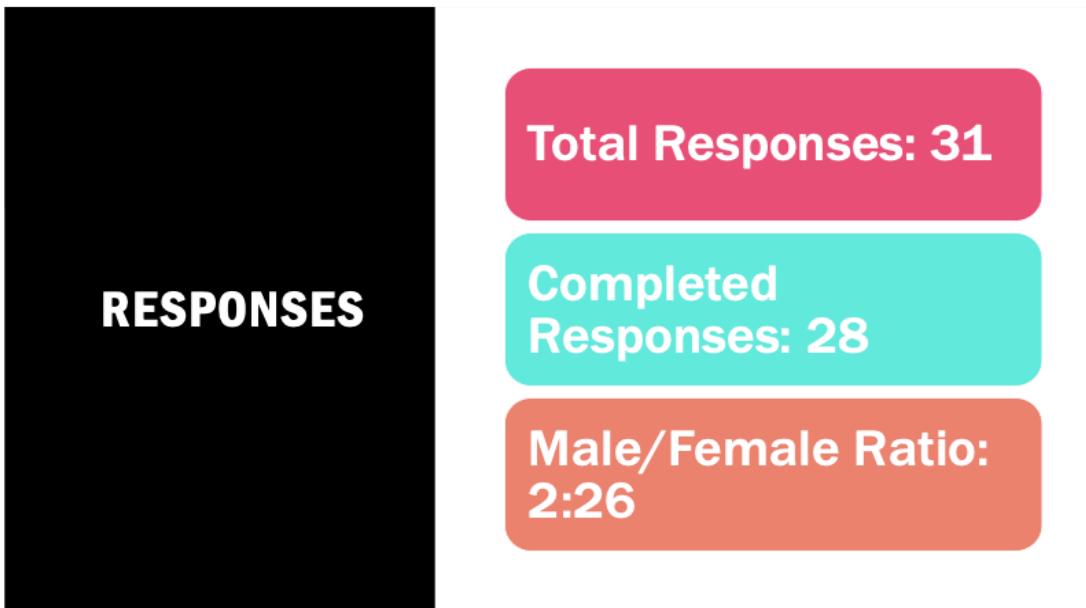 RESPONSES
Total Responses: 31
Completed
Responses: 28
Male/Female Ratio:
2:26